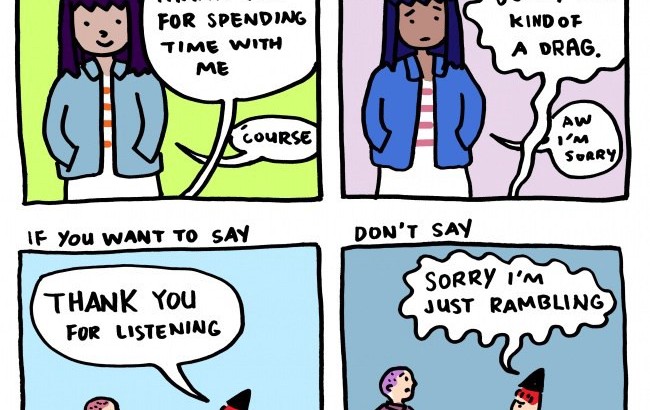 FOR SPENDING
TIME WITH
ME
'COURSE
KIND OF
A DRAG.
AW
I'M
SORRY
IF YOU WANT TO SAY
THANK YOU
FOR LISTENING
DON'T SAY
SORRY I'M
JUST RAMBLING